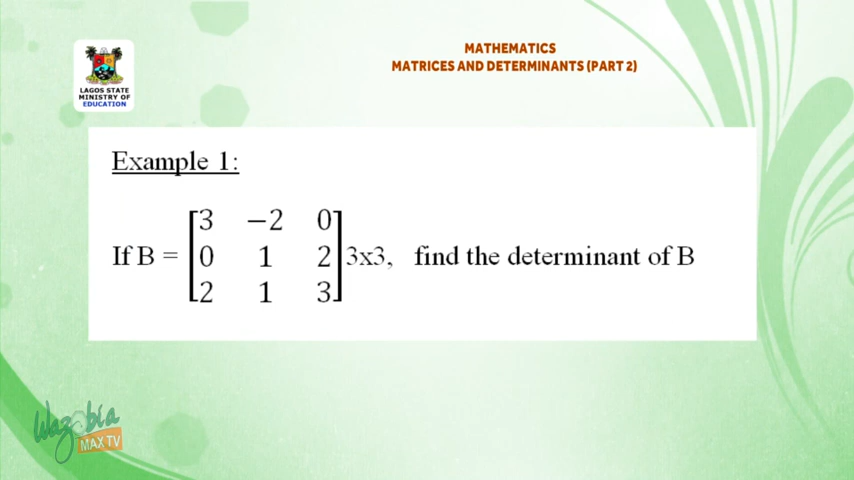 MATHEMATICS
MATRICES AND DETERMINANTS (PART 2)
LAGOS STATE
MINISTRY OF
EDUCATION
Example 1:
If B = [3 −2 0
0 1 2
2 1 3] 3x3, find the determinant of B
Wazobia
MAX TV